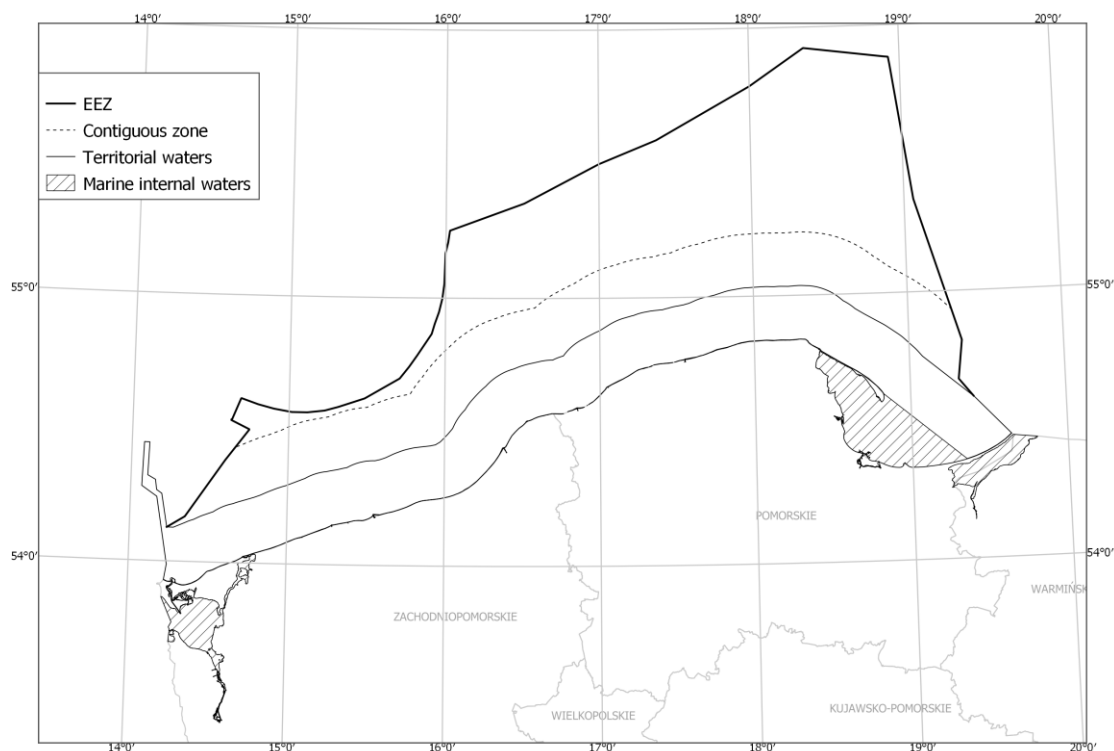 14°0' 15°0' 16°0' 17°0' 18°0' 19°0' 20°0'
EEZ
Contiguous zone
Territorial waters
Marine internal waters
55°0' 55°0'
POMORSKIE
54°0' 54°0'
WARMIŃSK
ZACHODNIOPOMORSKIE
WIELKOPOLSKIE
KUJAWSKO-POMORSKIE
14°0' 15°0' 16°0' 17°0' 18°0' 19°0' 20°0'